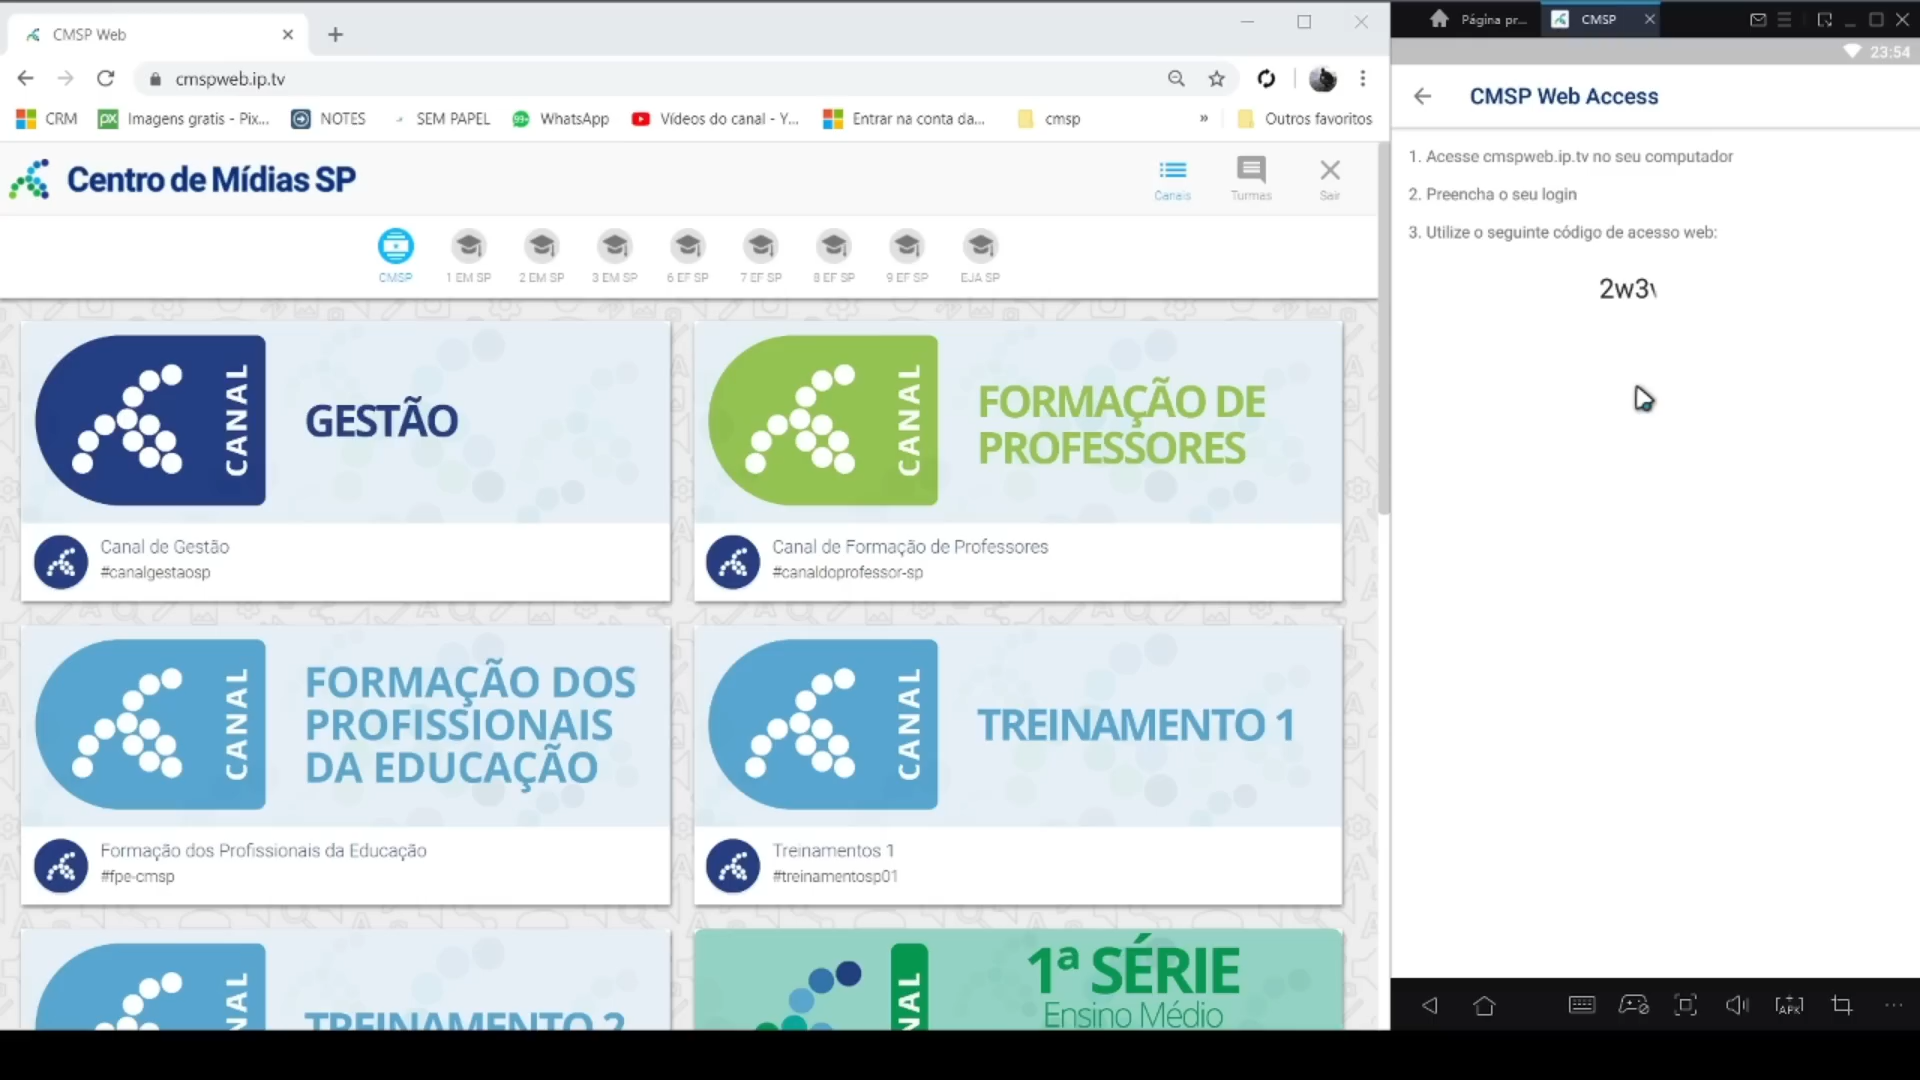 CMSP Web
cmspweb.ip.tv
CRM
Imagens gratis - Pix...
NOTES
SEM PAPEL
WhatsApp
Vídeos do canal - Y...
Entrar na conta da...
cmsp
»
Outros favoritos
Centro de Mídias SP
Canais
Turmas
Sair
CMSP
1 EM SP
2 EM SP
3 EM SP
6 EF SP
7 EF SP
8 EF SP
9 EF SP
EJA SP
CANAL
GESTÃO
Canal de Gestão
#canalgestaosp
CANAL
FORMAÇÃO DE
PROFESSORES
Canal de Formação de Professores
#canaldoprofessor-sp
CANAL
FORMAÇÃO DOS
PROFISSIONAIS
DA EDUCAÇÃO
Formação dos Profissionais da Educação
#fpe-cmsp
CANAL
TREINAMENTO 1
Treinamentos 1
#treinamentosp01
NAL
TREINAMENTO 2
NAL
1ª SÉRIE
Ensino Médio
Página pr...
CMSP
23:54
CMSP Web Access
1. Acesse cmspweb.ip.tv no seu computador
2. Preencha o seu login
3. Utilize o seguinte código de acesso web:
2w3
APK